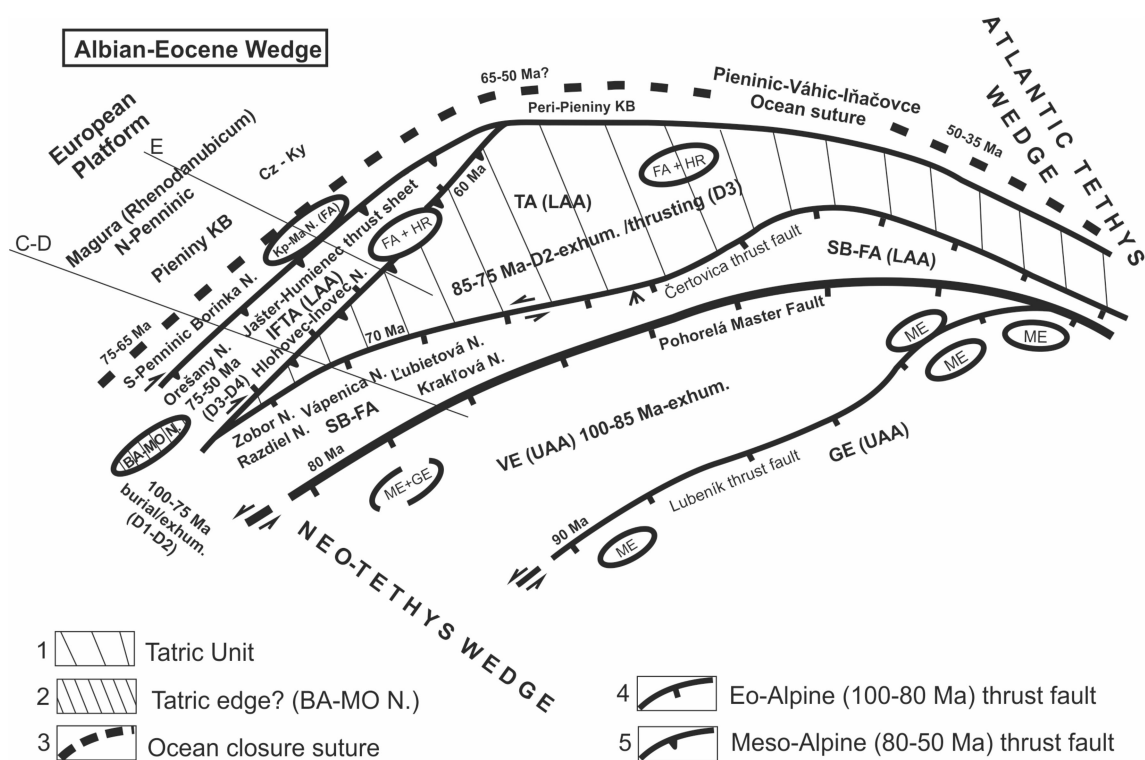 Albian-Eocene Wedge
European
Platform
E
C-D
Magura (Rhenodanubicum)
N-Penninic
Cz - Ky
Pieniny KB
65-50 Ma?
Peri-Pieniny KB
Pieninic-Váhic-Iňačovce
Ocean suture
50-35 Ma
ATLANTIC TETHYS
WEDGE
75-65 Ma
S-Penninic Borinka N.
Kp-Ma N. (FA)
Jašter-Humienec thrust sheet
IFTA (LAA)
Orešany N.
75-50 Ma
(D3-D4)
Hlohovec-Inovec N.
FA + HR
60 Ma
TA (LAA)
FA + HR
85-75 Ma-D2-exhum. /thrusting (D3)
Čertovica thrust fault
SB-FA (LAA)
70 Ma
Zobor N.
Vápenica N.
Ľubietová N.
Razdiel N.
SB-FA
Krakľová N.
Pohorelá Master Fault
BA-MO N.
100-75 Ma
burial/exhum.
(D1-D2)
80 Ma
ME+GE
VE (UAA) 100-85 Ma-exhum.
ME
ME
ME
GE (UAA)
Lubeník thrust fault
90 Ma
ME
NEO-TETHYS WEDGE
1 Tatric Unit
2 Tatric edge? (BA-MO N.)
3 Ocean closure suture
4 Eo-Alpine (100-80 Ma) thrust fault
5 Meso-Alpine (80-50 Ma) thrust fault